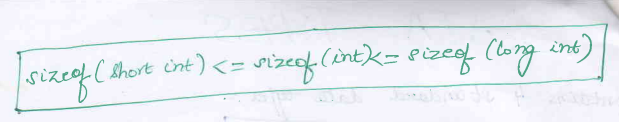 sizeof (short int) <= sizeof (int) <= sizeof (long int)